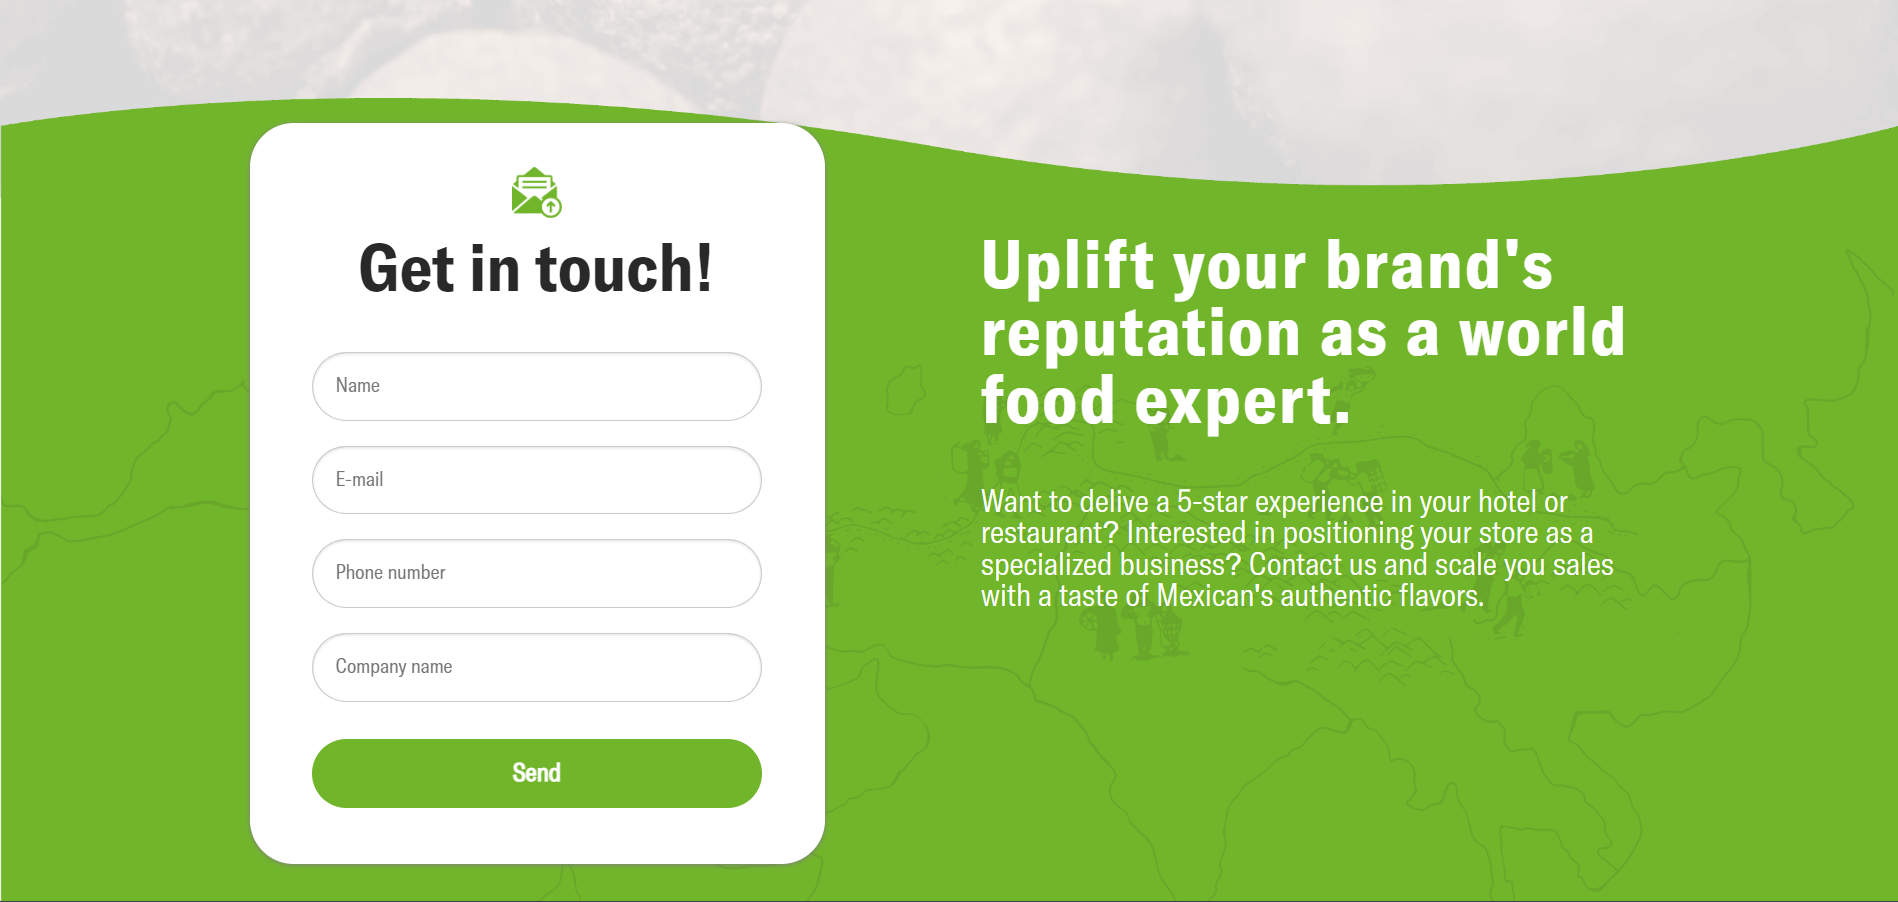 Get in touch!
Name
E-mail
Phone number
Company name
Send
Uplift your brand's
reputation as a world
food expert.
Want to delive a 5-star experience in your hotel or
restaurant? Interested in positioning your store as a
specialized business? Contact us and scale you sales
with a taste of Mexican's authentic flavors.